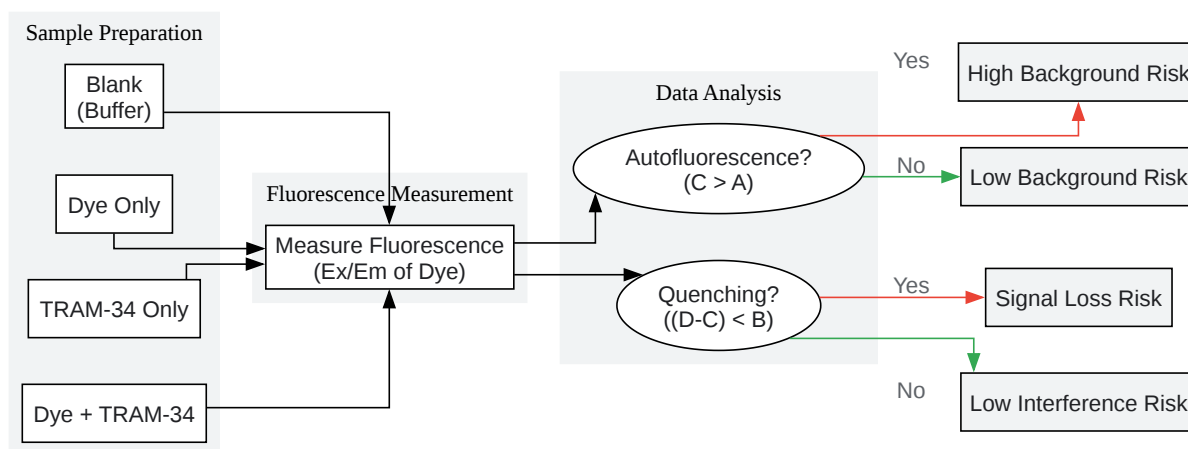 Sample Preparation
Blank
(Buffer)
Dye Only
TRAM-34 Only
Dye + TRAM-34
Fluorescence Measurement
Measure Fluorescence
(Ex/Em of Dye)
Data Analysis
Autofluorescence?
(C > A)
Quenching?
((D-C) < B)
Yes
High Background Risk
No
Low Background Risk
Yes
Signal Loss Risk
No
Low Interference Risk